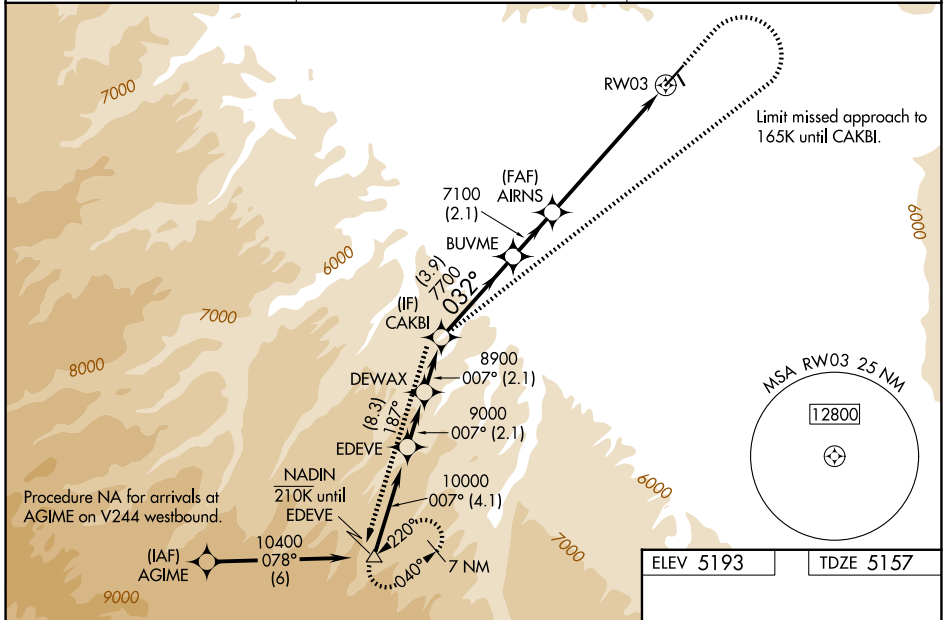 7000
RW03
Limit missed approach to
165K until CAKBI.
(FAF)
AIRNS
7100
(2.1)
6000
BUVME
6000
(3.9)
7700
032°
7000
(IF)
CAKBI
8000
8900
007° (2.1)
DEWAX
MSA RW03 25 NM
12800
(8.3)
187°
9000
007° (2.1)
EDEVE
NADIN
210K until
EDEVE
10000
007° (4.1)
6000
Procedure NA for arrivals at
AGIME on V244 westbound.
7000
(IAF)
AGIME
10400
078°
(6)
220°
040°
7 NM
9000
ELEV 5193
TDZE 5157